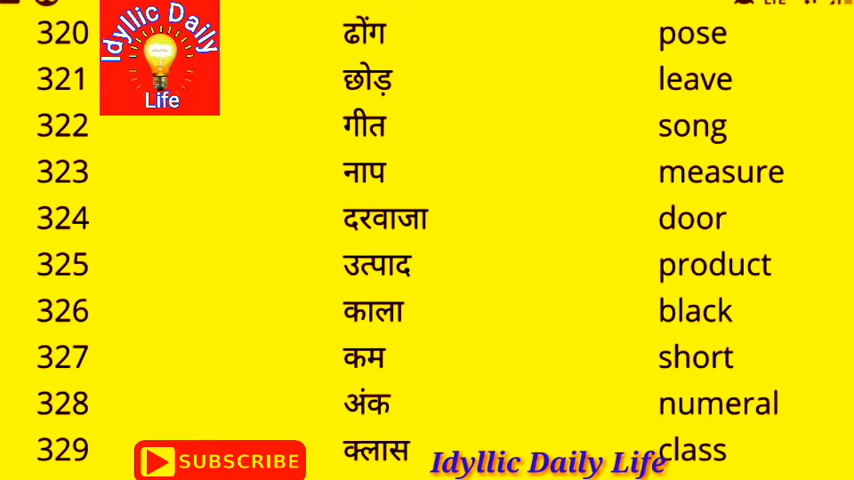 320 ढोंग pose
Idyllic Daily
Life
321 छोड़ leave
322 गीत song
323 नाप measure
324 दरवाजा door
325 उत्पाद product
326 काला black
327 कम short
328 अंक numeral
329 क्लास class
SUBSCRIBE
Idyllic Daily Life